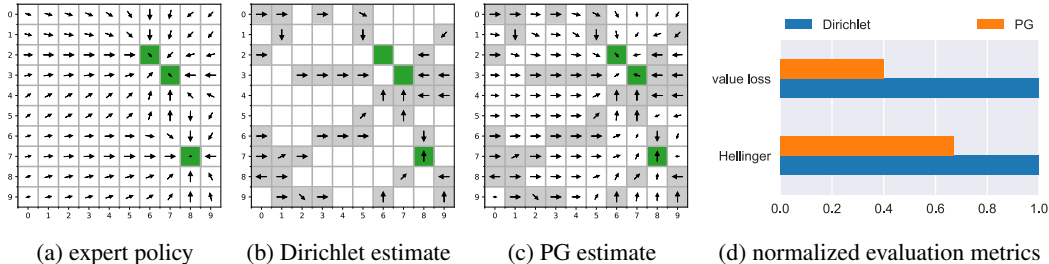 0
1
2
3
4
5
6
7
8
9
0 1 2 3 4 5 6 7 8 9
(a) expert policy
0
1
2
3
4
5
6
7
8
9
0 1 2 3 4 5 6 7 8 9
(b) Dirichlet estimate
0
1
2
3
4
5
6
7
8
9
0 1 2 3 4 5 6 7 8 9
(c) PG estimate
Dirichlet PG
value loss
Hellinger
0.0 0.2 0.4 0.6 0.8 1.0
(d) normalized evaluation metrics